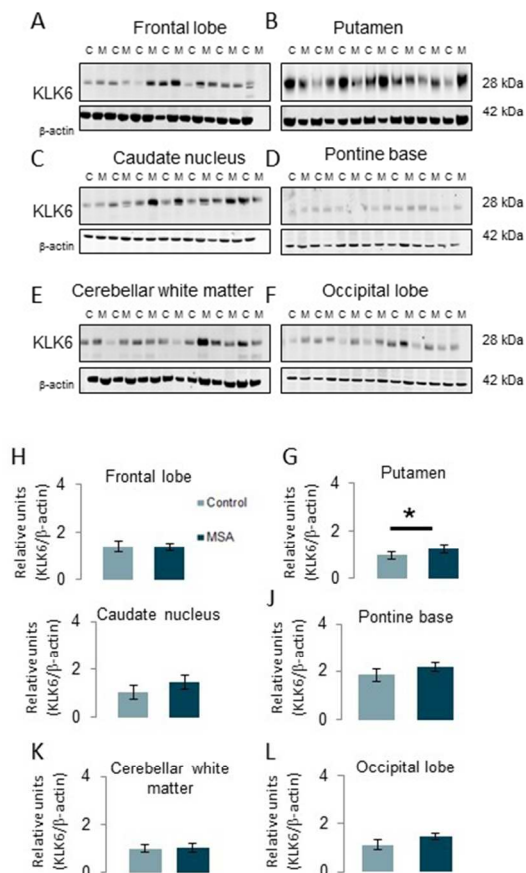 A
Frontal lobe
B
Putamen
C M C M C M C M C M C M C M C M
C M C M C M C M C M C M C M C M
KLK6
28 kDa
42 kDa
β-actin
C
Caudate nucleus
D
Pontine base
C M C M C M C M C M C M C M C M
C M C M C M C M C M C M C M C M
KLK6
28 kDa
42 kDa
β-actin
E
Cerebellar white matter
F
Occipital lobe
C M C M C M C M C M C M C M C M
C M C M C M C M C M C M C M C M
KLK6
28 kDa
β-actin
42 kDa
H
Frontal lobe
Relative units
(KLK6/β-actin)
4
2
0
Control
MSA
G
Putamen
Relative units
(KLK6/β-actin)
4
2
0
*
Caudate nucleus
Relative units
(KLK6/β-actin)
4
2
0
J
Pontine base
Relative units
(KLK6/β-actin)
4
2
0
K
Cerebellar white
matter
Relative units
(KLK6/β-actin)
4
2
0
L
Occipital lobe
Relative units
(KLK6/β-actin)
4
2
0